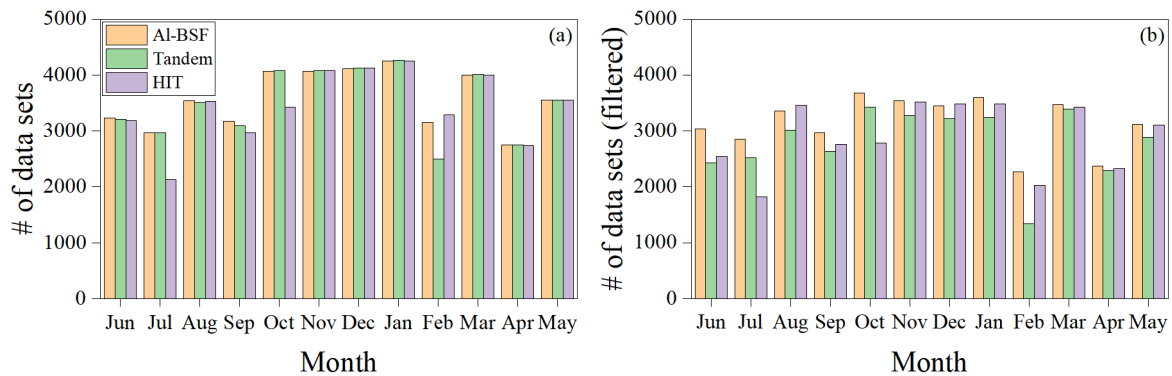 (a)
Al-BSF
Tandem
HIT
# of data sets
5000
4000
3000
2000
1000
0
Jun Jul Aug Sep Oct Nov Dec Jan Feb Mar Apr May
Month
(b)
# of data sets (filtered)
5000
4000
3000
2000
1000
0
Jun Jul Aug Sep Oct Nov Dec Jan Feb Mar Apr May
Month